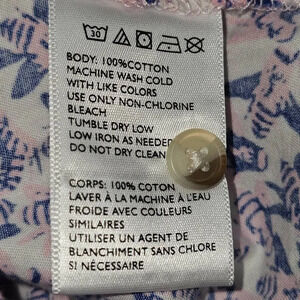 30
BODY: 100%COTTON
MACHINE WASH COLD
WITH LIKE COLORS
USE ONLY NON-CHLORINE
BLEACH
TUMBLE DRY LOW
LOW IRON AS NEEDED
DO NOT DRY CLEAN
CORPS: 100% COTON
LAVER À LA MACHINE À L'EAU
FROIDE AVEC COULEURS
SIMILAIRES
UTILISER UN AGENT DE
BLANCHIMENT SANS CHLORE
SI NÉCESSAIRE